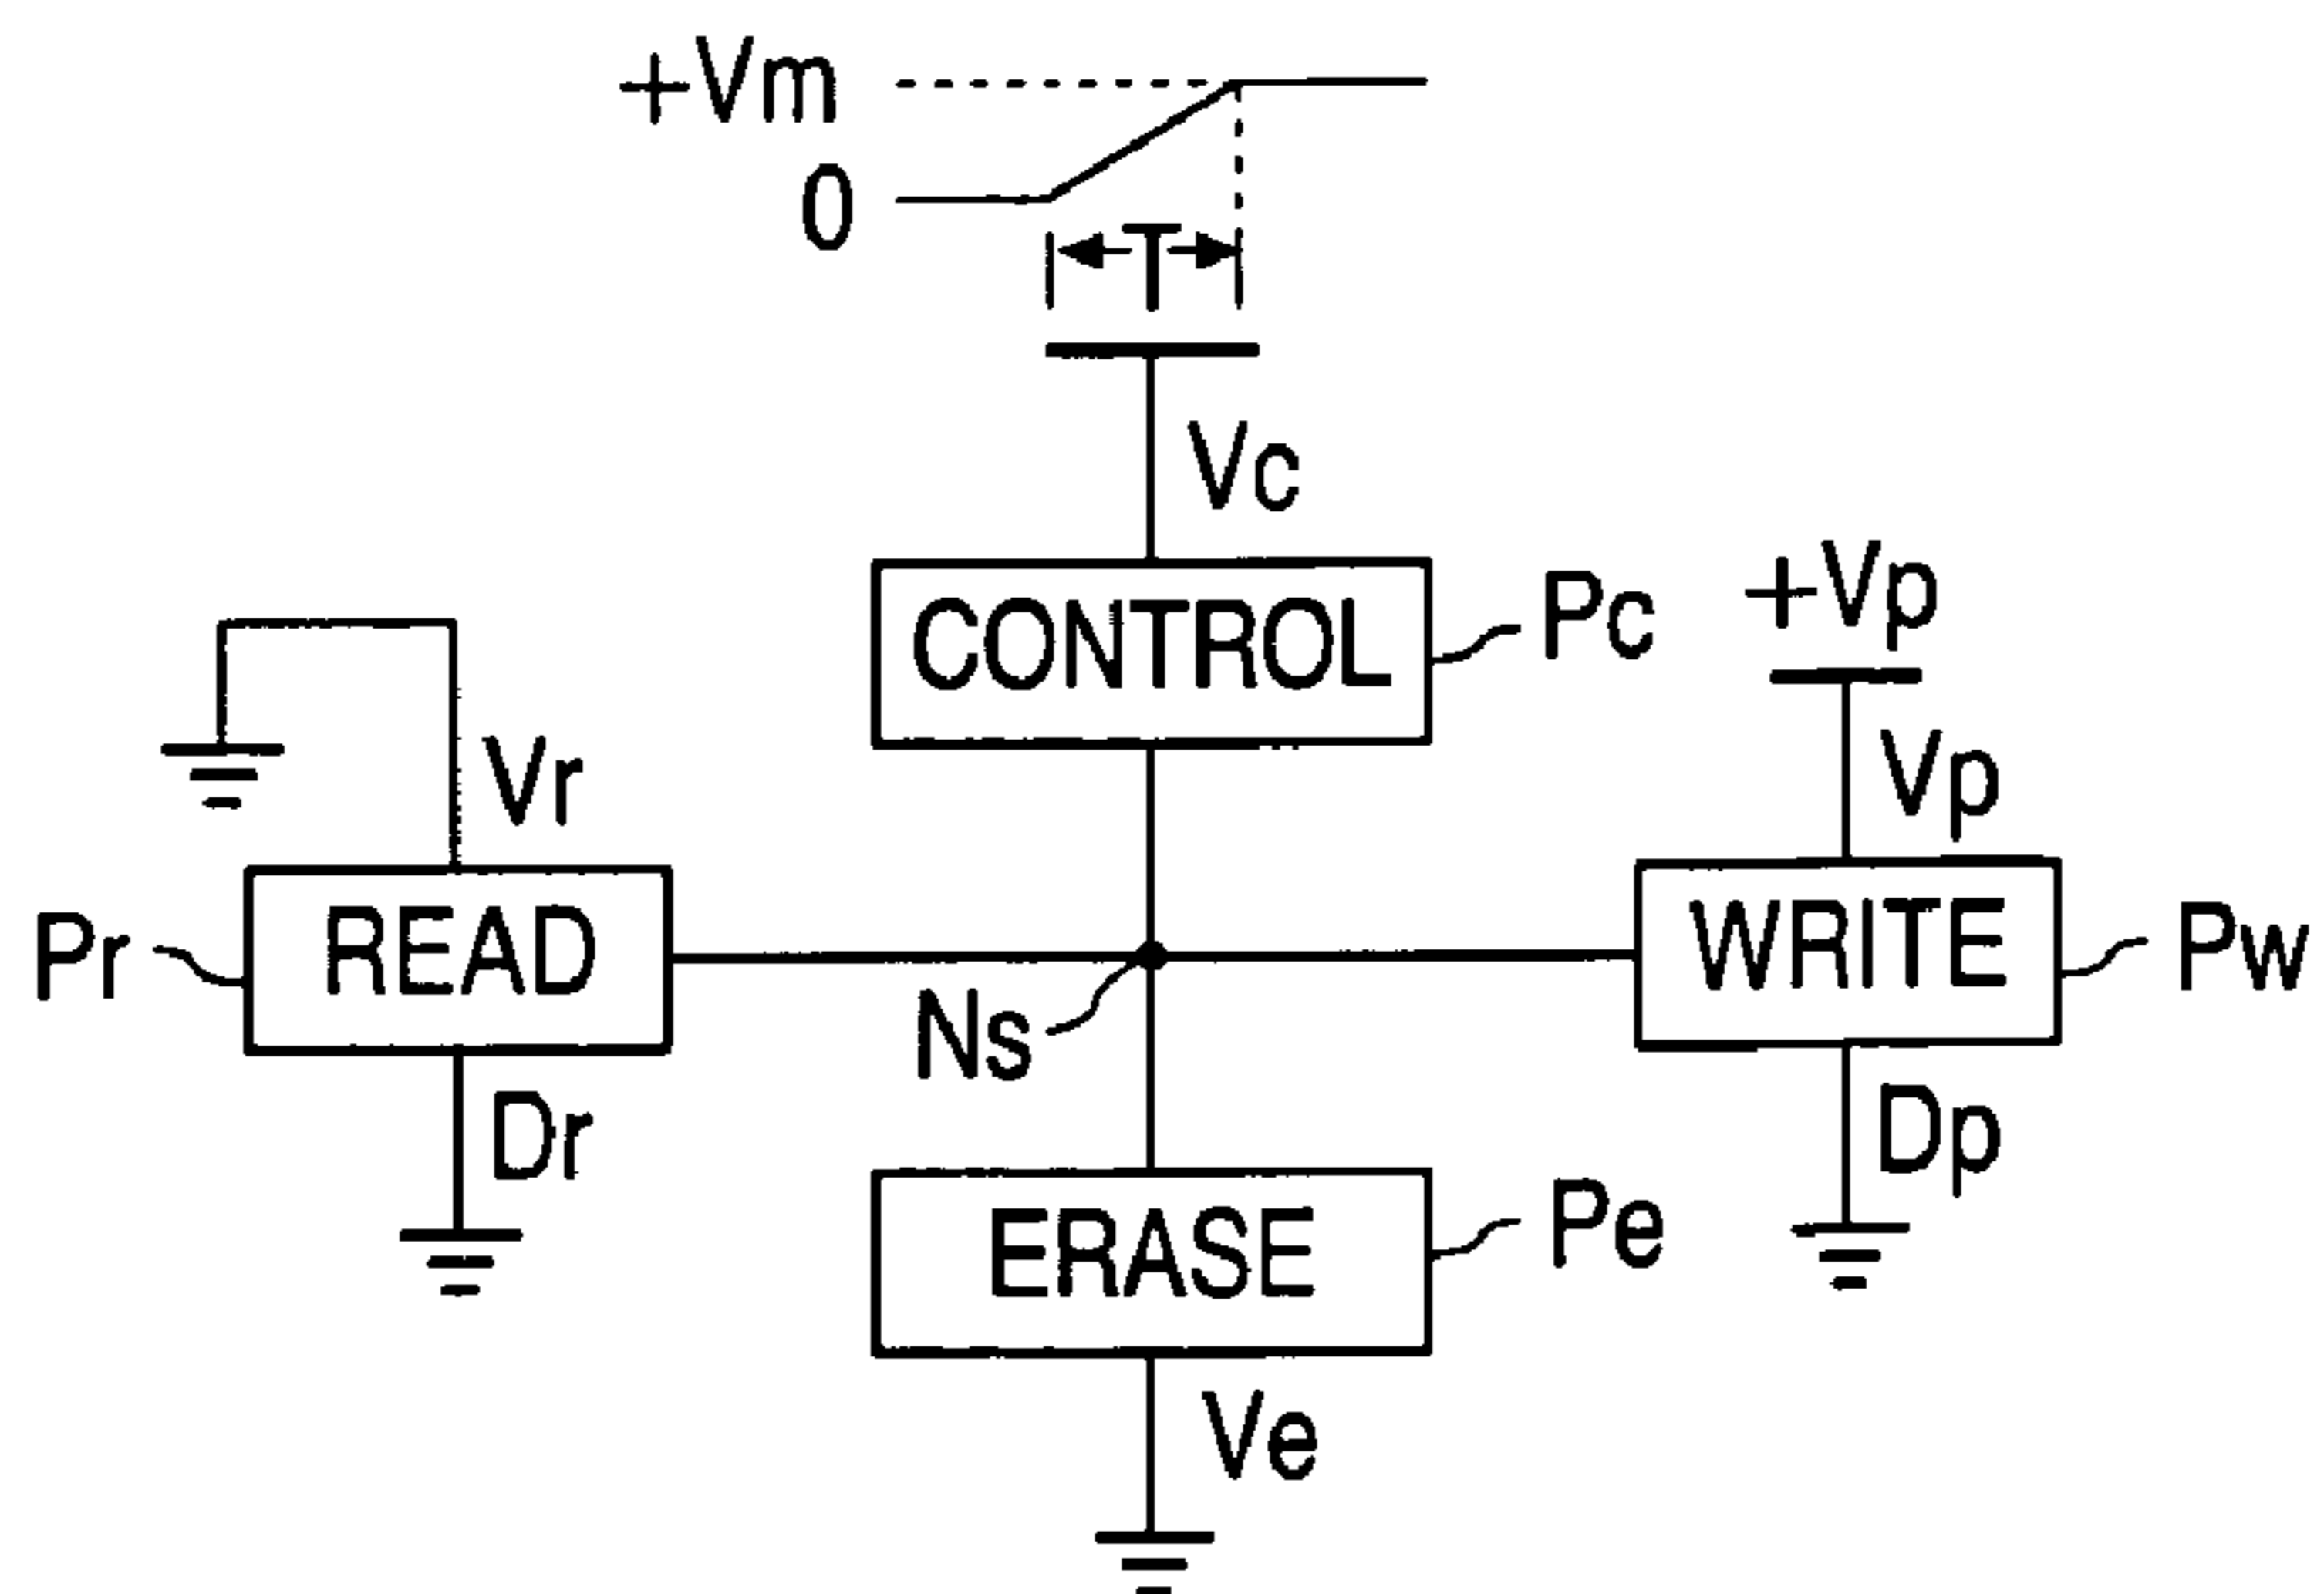 +Vm
0
T
Vc
CONTROL
Pc
+Vp
Vr
Vp
Pr
READ
WRITE
Pw
Ns
Dr
Dp
ERASE
Pe
Ve